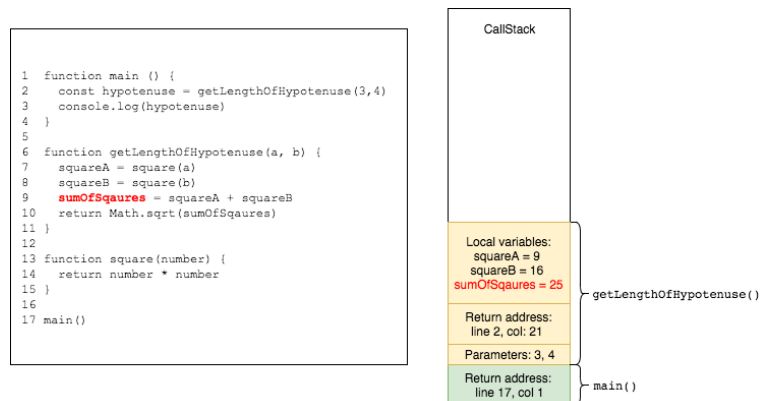 1 function main () {
2 const hypotenuse = getLengthOfHypotenuse(3,4)
3 console.log(hypotenuse)
4 }
5
6 function getLengthOfHypotenuse(a, b) {
7 squareA = square(a)
8 squareB = square(b)
9 sumOfSqaures = squareA + squareB
10 return Math.sqrt(sumOfSqaures)
11 }
12
13 function square(number) {
14 return number * number
15 }
16
17 main()
CallStack
Local variables:
squareA = 9
squareB = 16
sumOfSqaures = 25
Return address:
line 2, col: 21
Parameters: 3, 4
getLengthOfHypotenuse()
Return address:
line 17, col 1
main()